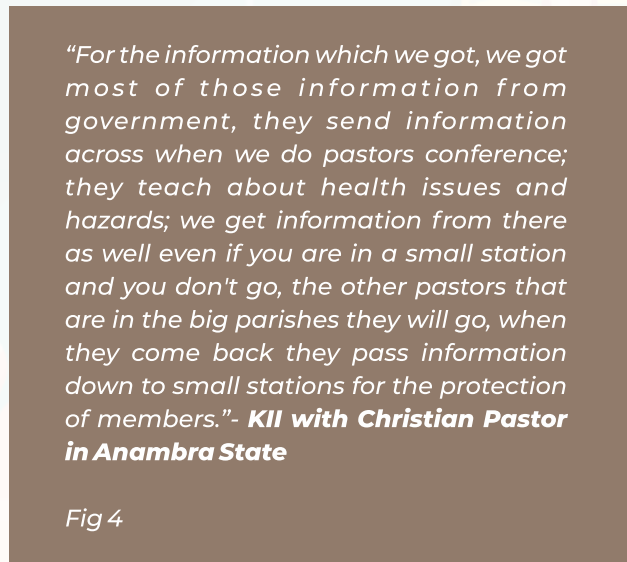 “For the information which we got, we got
most of those information from
government, they send information
across when we do pastors conference;
they teach about health issues and
hazards; we get information from there
as well even if you are in a small station
and you don't go, the other pastors that
are in the big parishes they will go, when
they come back they pass information
down to small stations for the protection
of members.”- KII with Christian Pastor
in Anambra State
Fig 4